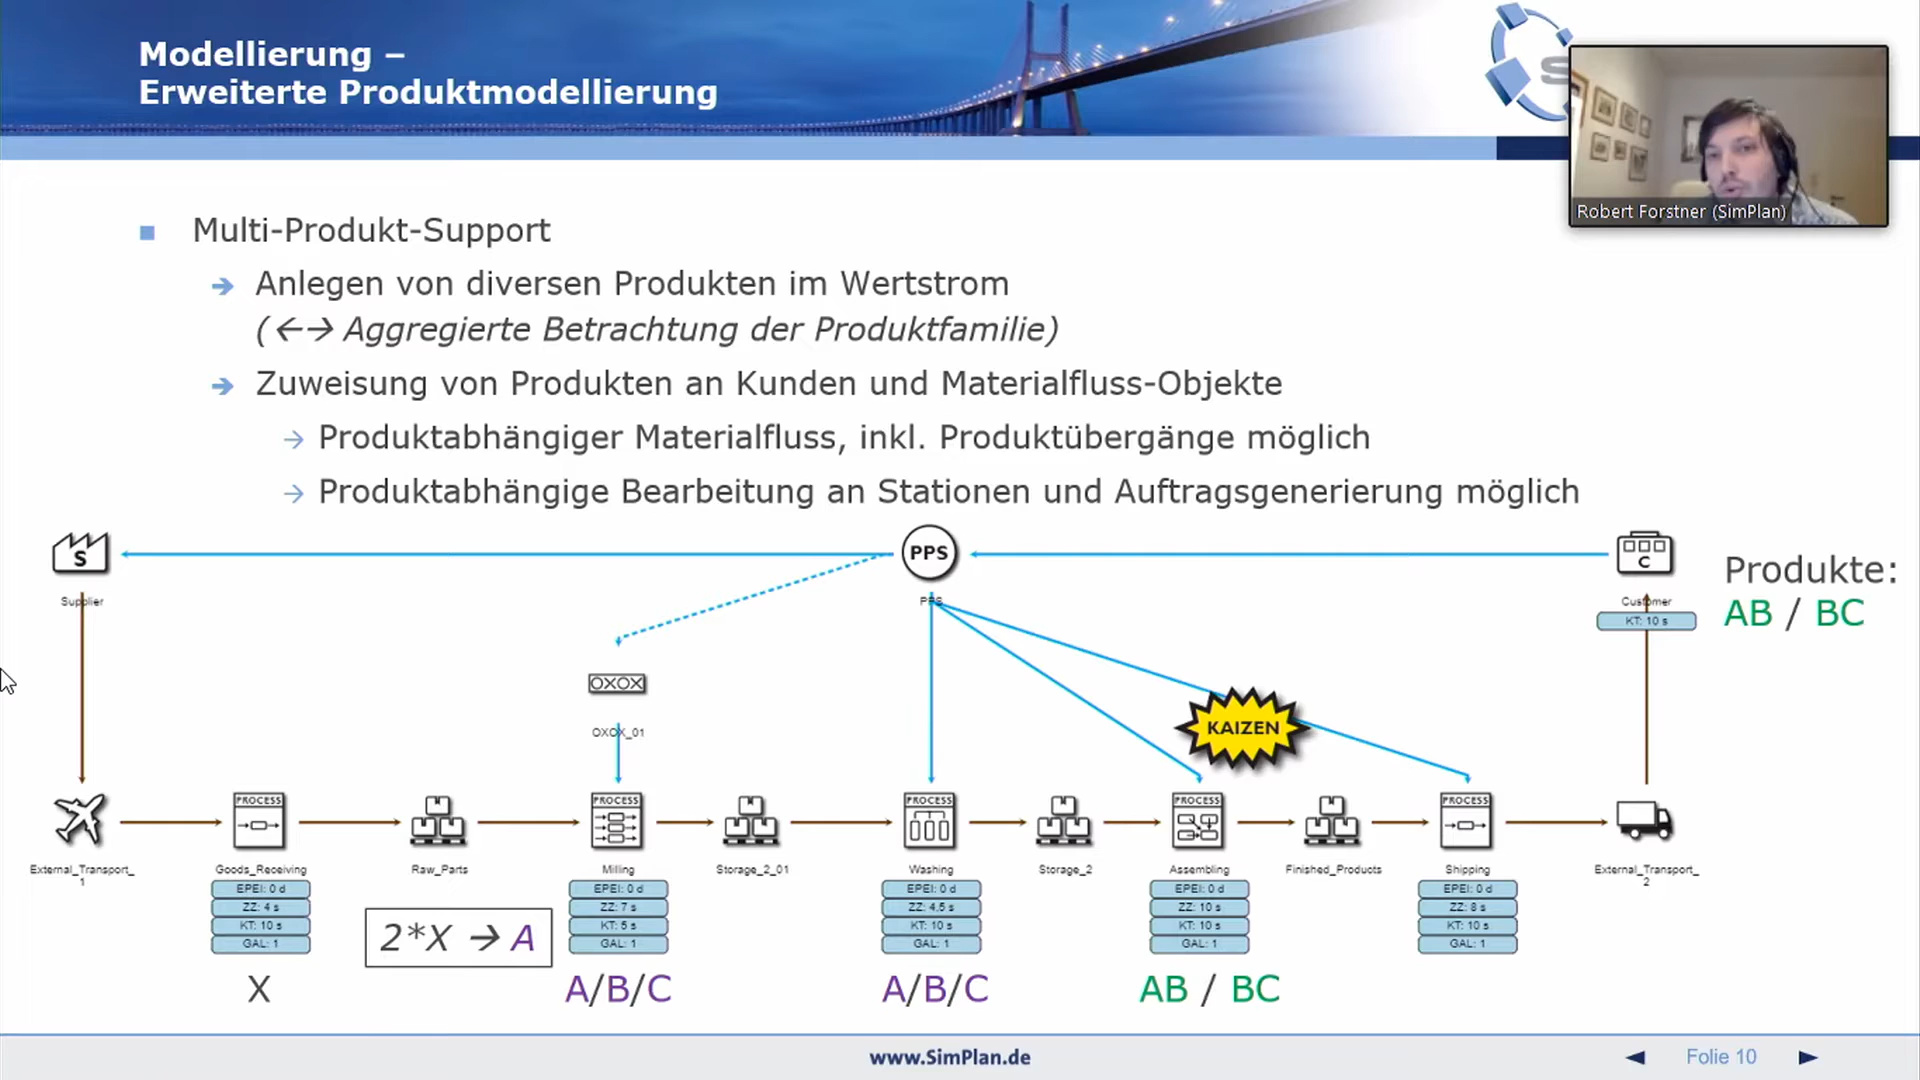 Modellierung –
Erweiterte Produktmodellierung
Robert Forstner (SimPlan)
Multi-Produkt-Support
Anlegen von diversen Produkten im Wertstrom
(←→ Aggregierte Betrachtung der Produktfamilie)
Zuweisung von Produkten an Kunden und Materialfluss-Objekte
Produktabhängiger Materialfluss, inkl. Produktübergänge möglich
Produktabhängige Bearbeitung an Stationen und Auftragsgenerierung möglich
S
PPS
C
Supplier
PPS
Customer
KT: 10 s
Produkte:
AB / BC
OXOX
OXOX_01
KAIZEN
PROCESS
PROCESS
PROCESS
PROCESS
PROCESS
External_Transport_
1
Goods_Receiving
Raw_Parts
Milling
Storage_2_01
Washing
Storage_2
Assembling
Finished_Products
Shipping
External_Transport_
2
EPEI: 0 d
ZZ: 4 s
KT: 10 s
GAL: 1
EPEI: 0 d
ZZ: 7 s
KT: 5 s
GAL: 1
EPEI: 0 d
ZZ: 4,5 s
KT: 10 s
GAL: 1
EPEI: 0 d
ZZ: 10 s
KT: 10 s
GAL: 1
EPEI: 0 d
ZZ: 8 s
KT: 10 s
GAL: 1
2*X → A
X
A/B/C
A/B/C
AB / BC
www.SimPlan.de
Folie 10